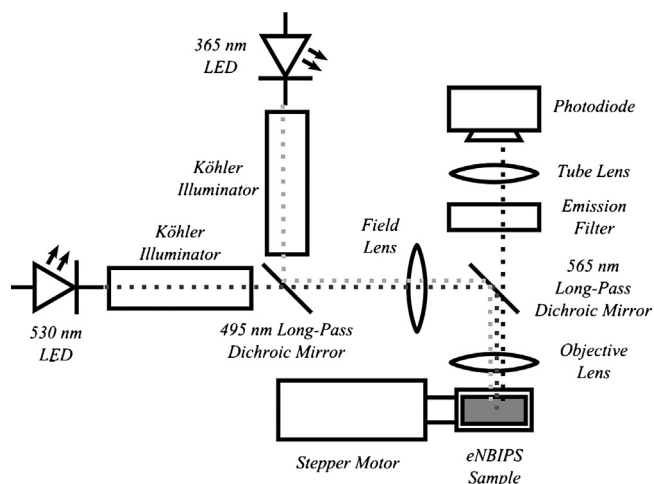 365 nm
LED
Köhler
Illuminator
Köhler
Illuminator
530 nm
LED
495 nm Long-Pass
Dichroic Mirror
Field
Lens
Photodiode
Tube Lens
Emission
Filter
565 nm
Long-Pass
Dichroic Mirror
Objective
Lens
Stepper Motor
eNBIPS
Sample